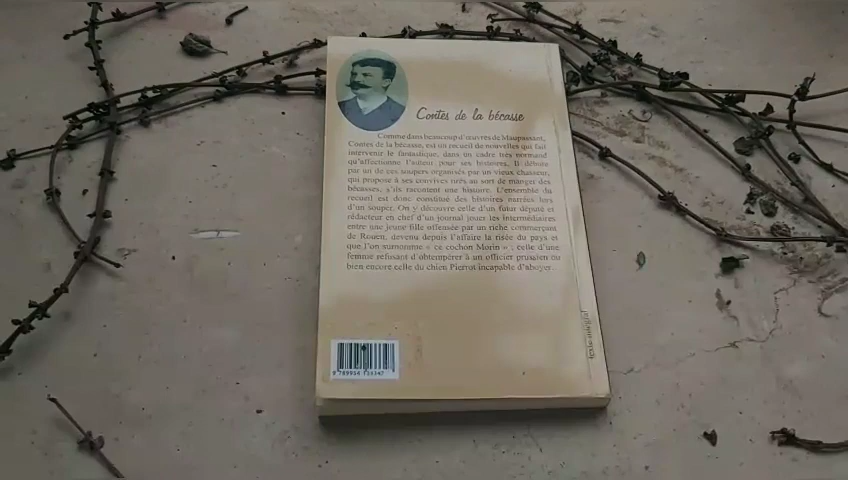 Contes de la bécasse
Comme dans beaucoup d'œuvres de Maupassant,
Contes de la bécasse, est un recueil de nouvelles qui fait
intervenir le fantastique, dans un cadre très normand
qu'affectionne l'auteur pour ses histoires. Il débute
par un de ces soupers organisés par un vieux chasseur,
qui propose à ses convives tirés au sort de manger des
bécasses, s'ils racontent une histoire. L'ensemble du
recueil est donc constitué des histoires narrées lors
d'un souper. On y découvre celle d'un futur député et
rédacteur en chef d'un journal jouer les intermédiaires
entre une jeune fille offensée par un riche commerçant
de Rouen, devenu depuis l'affaire la risée du pays et
que l'on surnomme « ce cochon Morin » ; celle d'une
femme refusant d'obtempérer à un officier prussien ou
bien encore celle du chien Pierrot incapable d'aboyer...
texte intégral